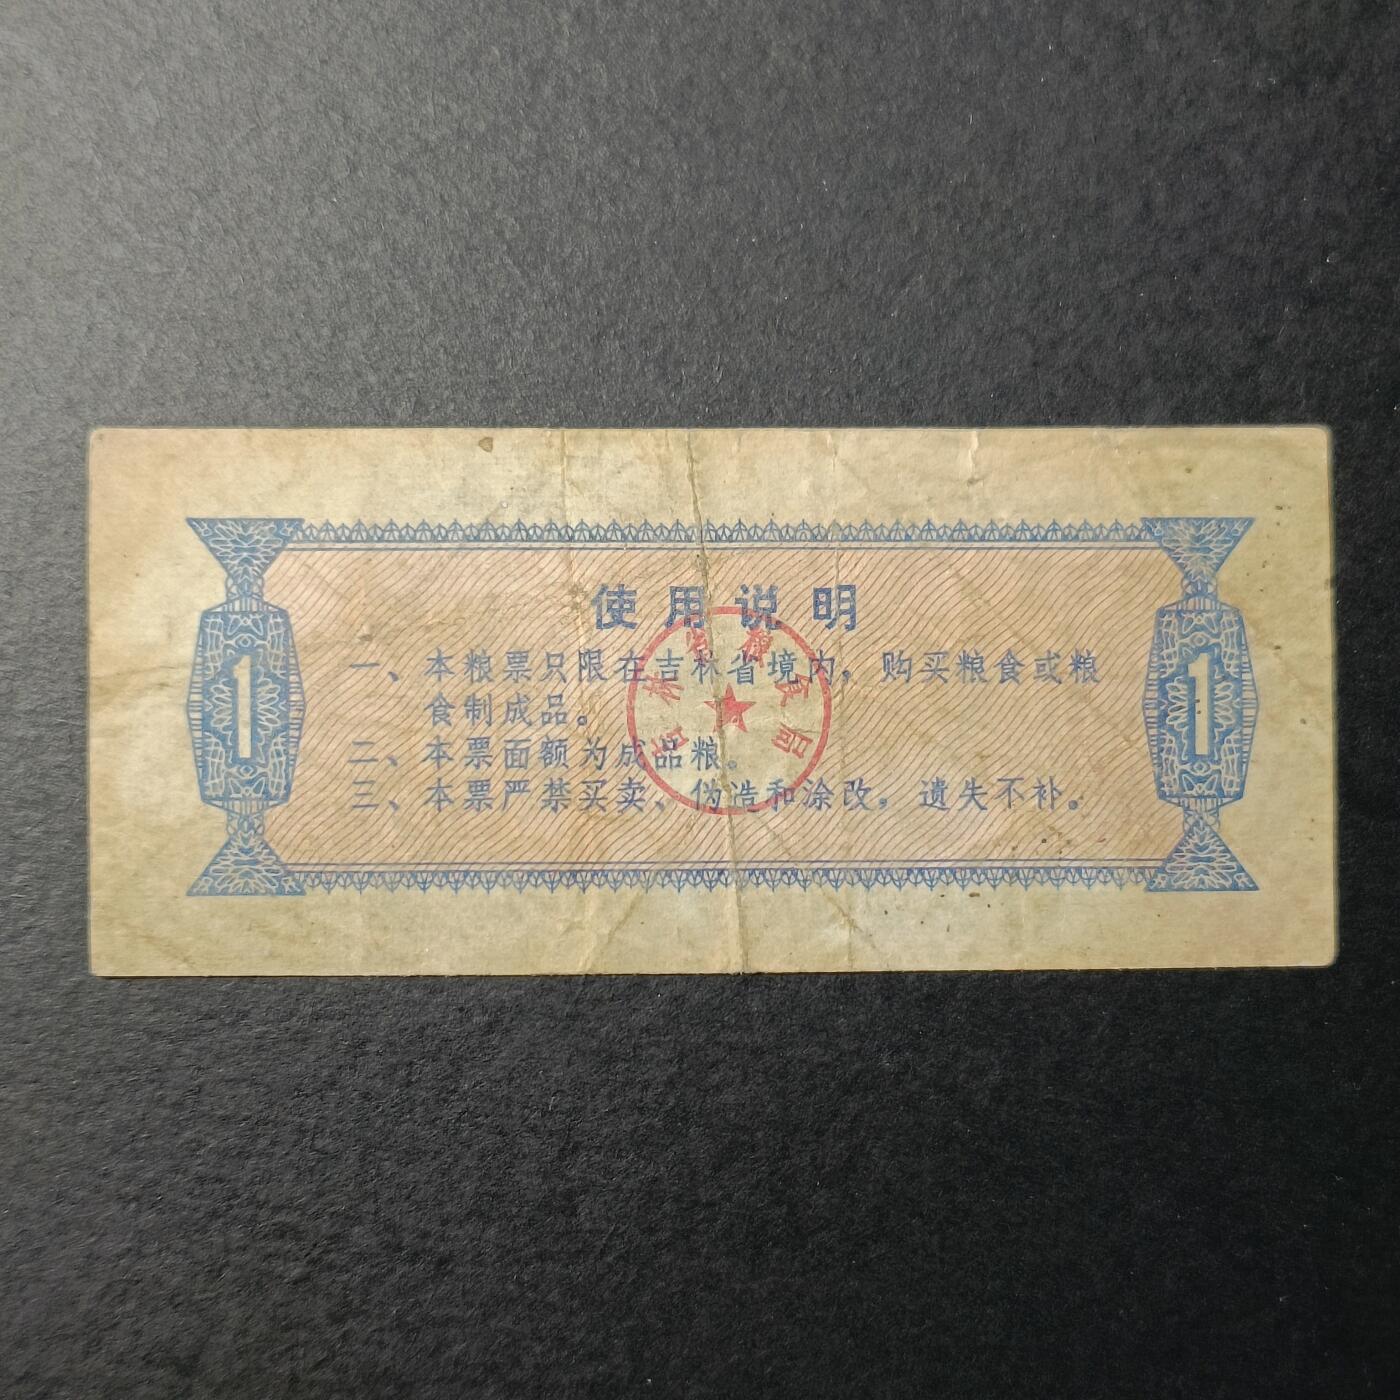 使用说明
一、本粮票只限在吉林省境内，购买粮食或粮
食制成品。
二、本票面额为成品粮。
三、本票严禁买卖、伪造和涂改，遗失不补。
吉林省粮食局
1
1